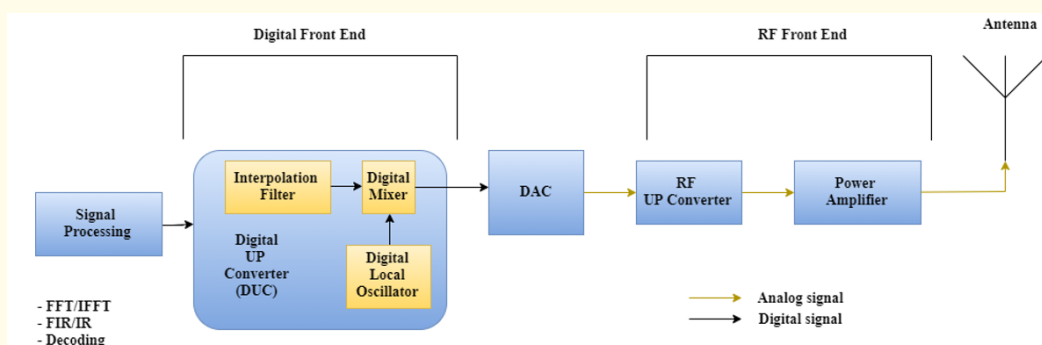 Digital Front End
RF Front End
Antenna
Signal
Processing
Interpolation
Filter
Digital
Mixer
Digital
UP
Converter
(DUC)
Digital
Local
Oscillator
DAC
RF
UP Converter
Power
Amplifier
- FFT/IFFT
- FIR/IR
- Decoding
Analog signal
Digital signal